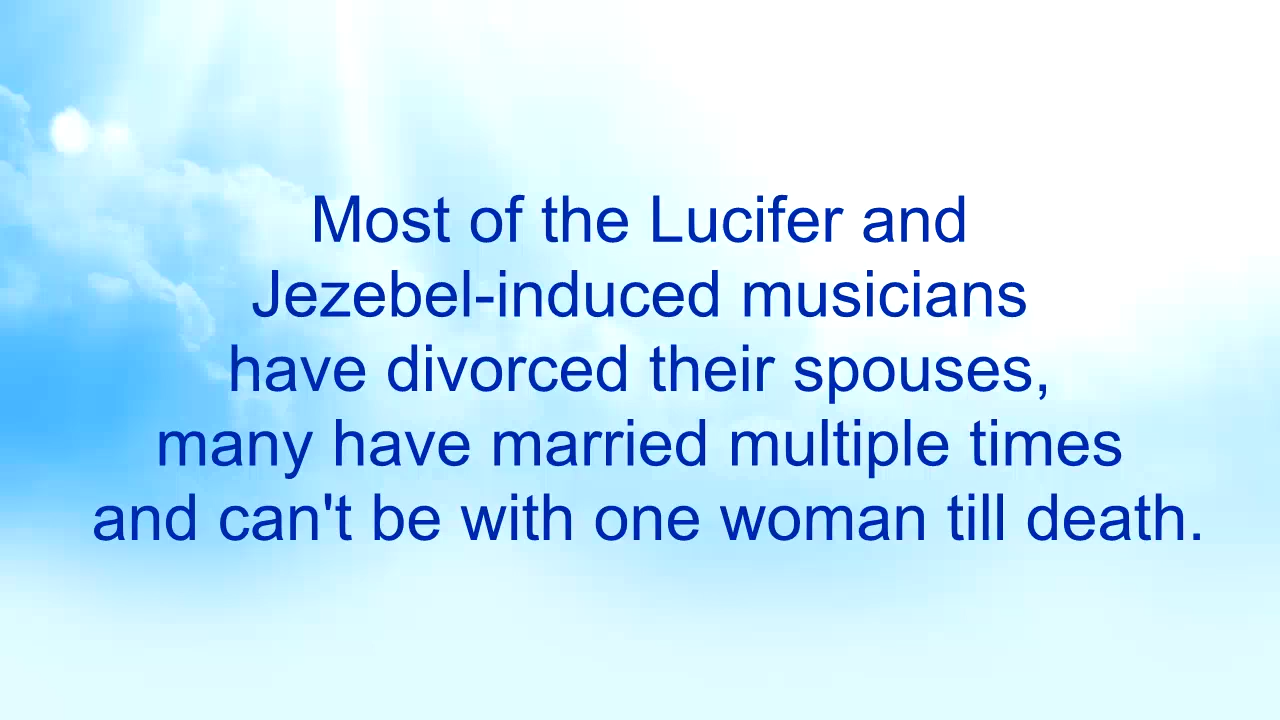 Most of the Lucifer and
Jezebel-induced musicians
have divorced their spouses,
many have married multiple times
and can't be with one woman till death.